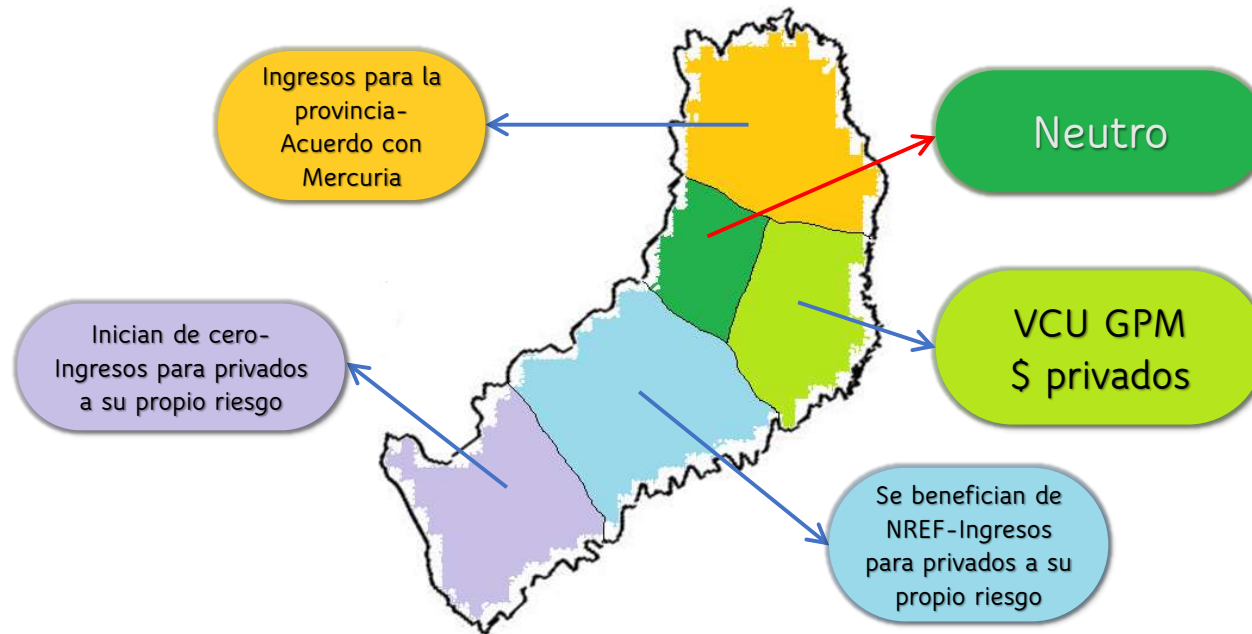 Ingresos para la
provincia-
Acuerdo con
Mercuria
Neutro
Inician de cero-
Ingresos para privados
a su propio riesgo
VCU GPM
$ privados
Se benefician de
NREF-Ingresos
para privados a su
propio riesgo